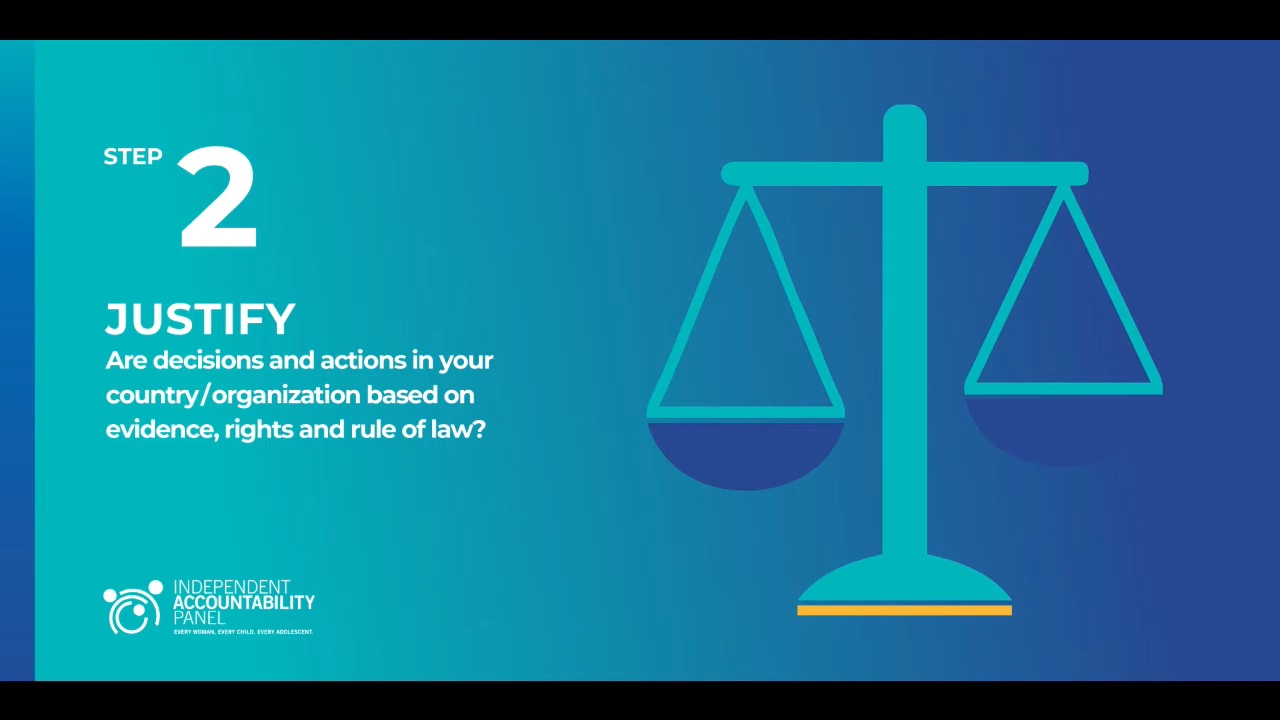 STEP 2
JUSTIFY
Are decisions and actions in your
country/organization based on
evidence, rights and rule of law?
INDEPENDENT
ACCOUNTABILITY
PANEL
EVERY WOMAN, EVERY CHILD, EVERY ADOLESCENT.